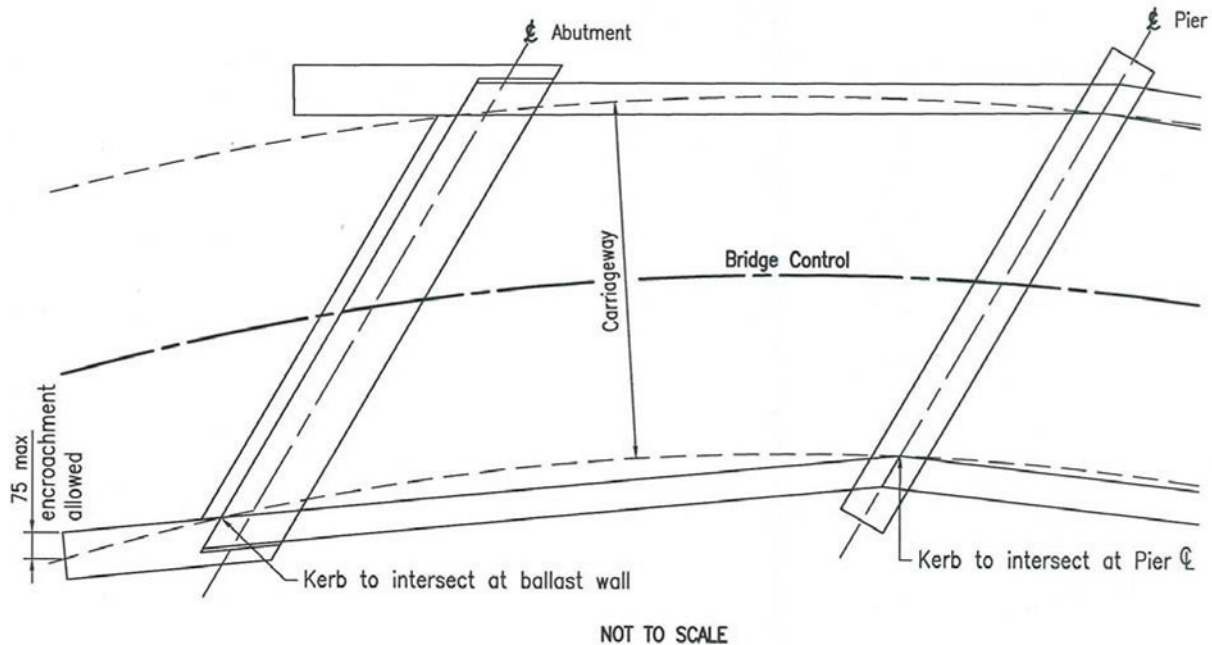 ℄ Abutment
℄ Pier
Carriageway
Bridge Control
75 max
encroachment
allowed
Kerb to intersect at ballast wall
Kerb to intersect at Pier ℄
NOT TO SCALE